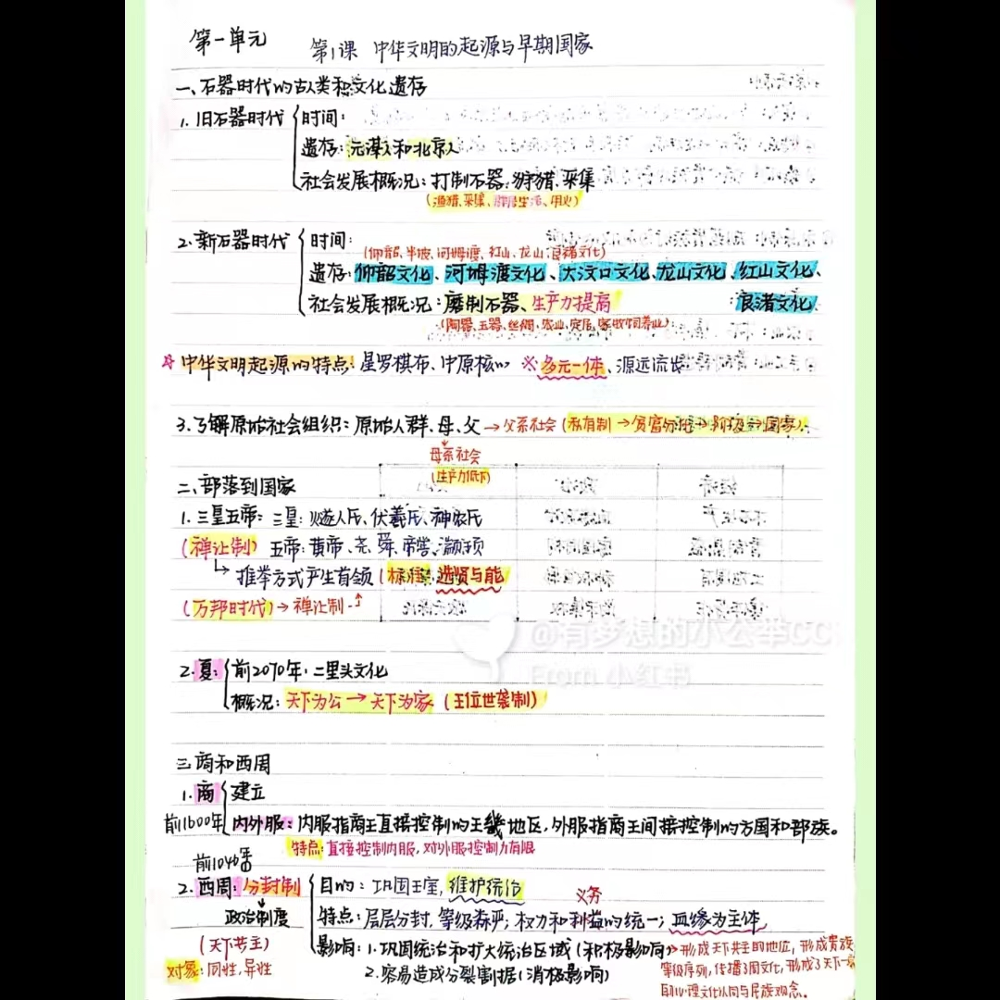 第一单元 第1课 中华文明的起源与早期国家
一、石器时代的古人类和文化遗存
1.旧石器时代 时间:
遗存:元谋人和北京人
社会发展概况:打制石器、狩猎、采集
(渔猎、采集、群居生活、用火)
2.新石器时代 时间:
(仰韶、半坡、河姆渡、红山、龙山、良渚文化)
遗存:仰韶文化、河姆渡文化、大汶口文化、龙山文化、红山文化、
良渚文化
社会发展概况:磨制石器、生产力提高
(陶器、玉器、丝绸、农业、定居、家畜饲养业)
☆中华文明起源的特点:星罗棋布、中原核心 ※多元一体、源远流长
3.了解原始社会组织:原始人群、母、父→父系社会(私有制→贫富分化→阶级→国家)
母系社会
(生产力低下)
二、部落到国家
1.三皇五帝:三皇:燧人氏、伏羲氏、神农氏
(禅让制) 五帝:黄帝、尧、舜、帝喾、颛顼
推举方式产生首领(标准:选贤与能
(万邦时代)→禅让制
@有梦想的小公举CC
From 小红书
2.夏: 前2070年,二里头文化
概况:天下为公→天下为家(王位世袭制)
三商和西周
1.商 建立
前1600年 内外服:内服指商王直接控制的王畿地区,外服指商王间接控制的方国和部族。
特点:直接控制内服,对外服控制力有限
前1046年
2.西周:分封制 目的:巩固王室,维护统治
义务
政治制度 特点:层层分封,等级森严;权力和利益的统一;血缘为主体
(天下共主) 影响:1.巩固统治和扩大统治区域(积极影响)→形成天下共主的地位,形成贵族
对象:同性,异性 2.容易造成分裂割据(消极影响) 等级序列,传播了周文化,形成了天下一家
的心理文化认同与民族观念。